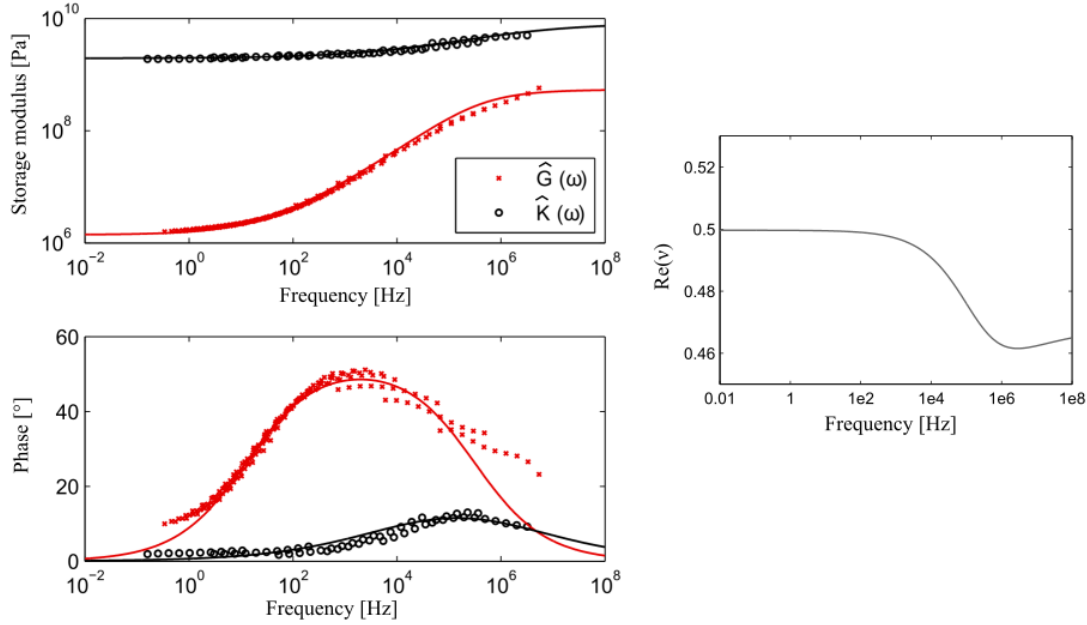 Storage modulus [Pa]
10^10
10^8
10^6
Ĝ (ω)
K̂ (ω)
10^-2 10^0 10^2 10^4 10^6 10^8
Frequency [Hz]
Phase [°]
60
40
20
0
10^-2 10^0 10^2 10^4 10^6 10^8
Frequency [Hz]
Re(ν)
0.52
0.5
0.48
0.46
0.01 1 1e2 1e4 1e6 1e8
Frequency [Hz]